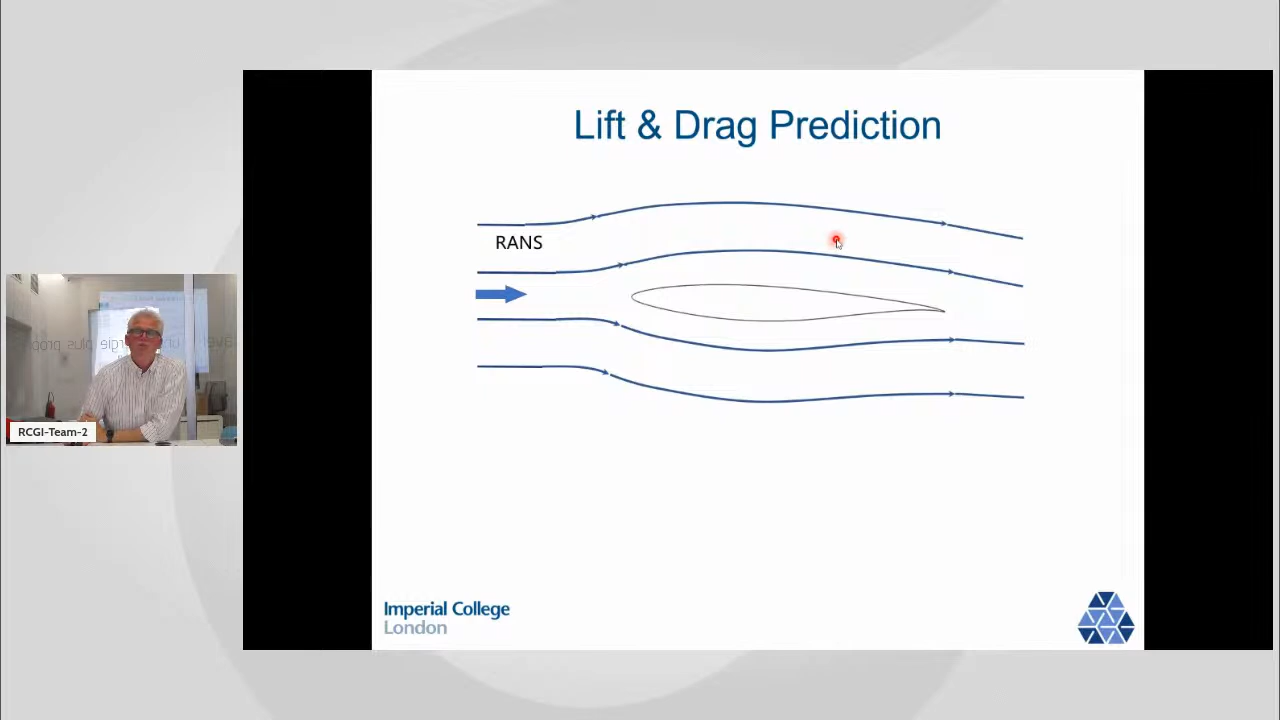 Lift & Drag Prediction
RANS
RCGI-Team-2
Imperial College
London